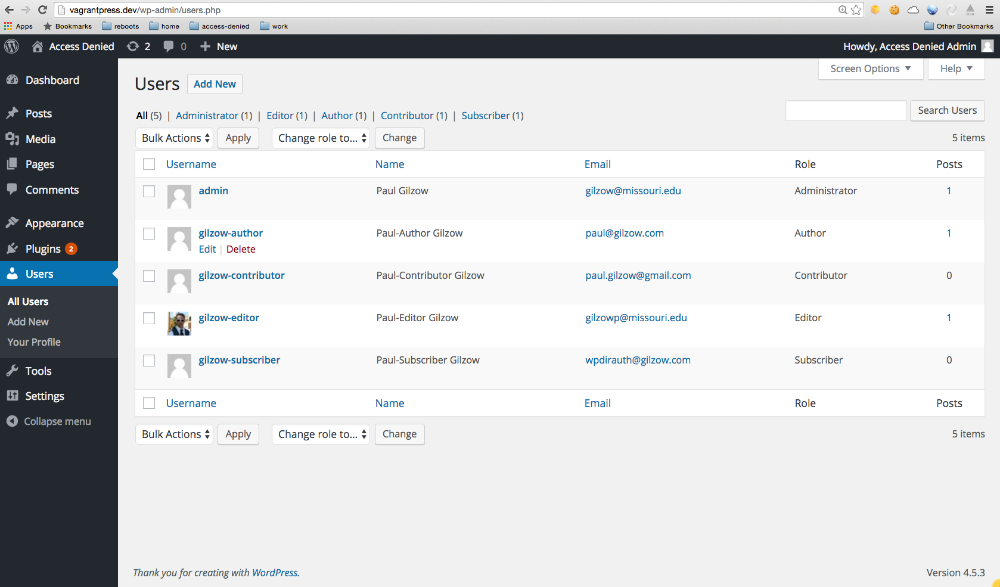 vagrantpress.dev/wp-admin/users.php
Apps Bookmarks reboots home access-denied work Other Bookmarks
Access Denied 2 0 New Howdy, Access Denied Admin
Screen Options Help
Dashboard
Posts
Media
Pages
Comments
Appearance
Plugins 2
Users
All Users
Add New
Your Profile
Tools
Settings
Collapse menu
Users Add New
All (5) | Administrator (1) | Editor (1) | Author (1) | Contributor (1) | Subscriber (1)
Search Users
Bulk Actions Apply Change role to... Change 5 items
Username Name Email Role Posts
admin Paul Gilzow gilzow@missouri.edu Administrator 1
gilzow-author Paul-Author Gilzow paul@gilzow.com Author 1
Edit | Delete
gilzow-contributor Paul-Contributor Gilzow paul.gilzow@gmail.com Contributor 0
gilzow-editor Paul-Editor Gilzow gilzowp@missouri.edu Editor 1
gilzow-subscriber Paul-Subscriber Gilzow wpdirauth@gilzow.com Subscriber 0
Username Name Email Role Posts
Bulk Actions Apply Change role to... Change 5 items
Thank you for creating with WordPress. Version 4.5.3